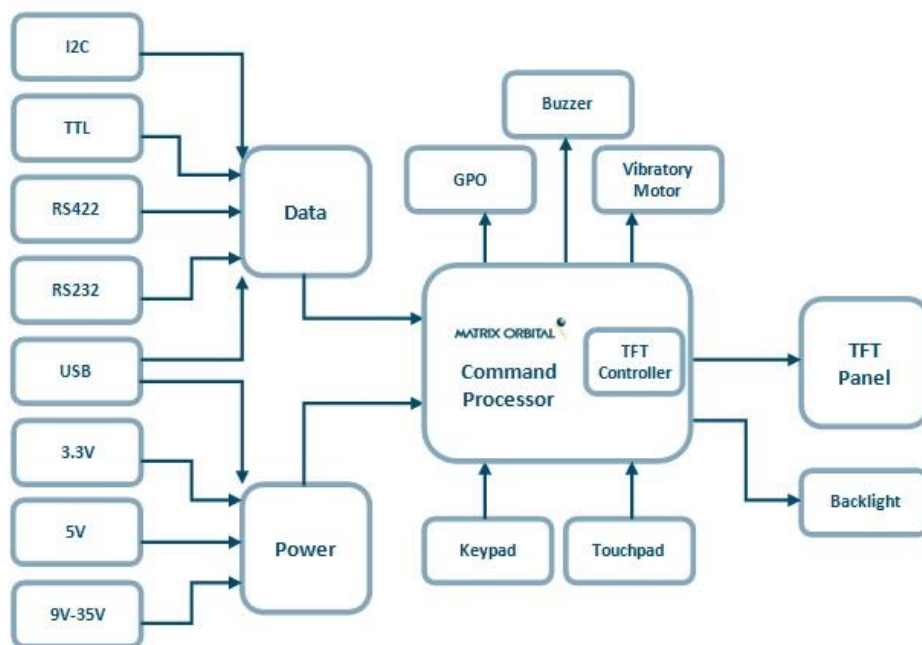 I2C
TTL
RS422
RS232
USB
3.3V
5V
9V-35V
Data
Power
GPO
Buzzer
Vibratory
Motor
MATRIX ORBITAL
Command
Processor
TFT
Controller
Keypad
Touchpad
TFT
Panel
Backlight